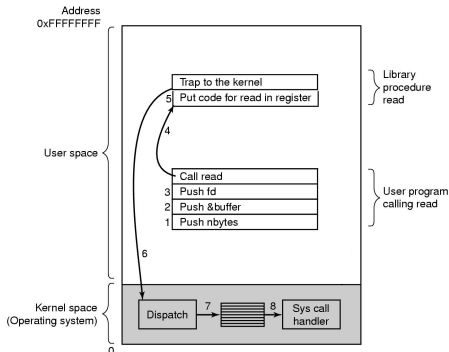 Address
0xFFFFFFFF
Trap to the kernel
5 Put code for read in register
Library
procedure
read
4
User space
Call read
3 Push fd
2 Push &buffer
1 Push nbytes
User program
calling read
6
Kernel space
(Operating system)
Dispatch
7
8
Sys call
handler
0